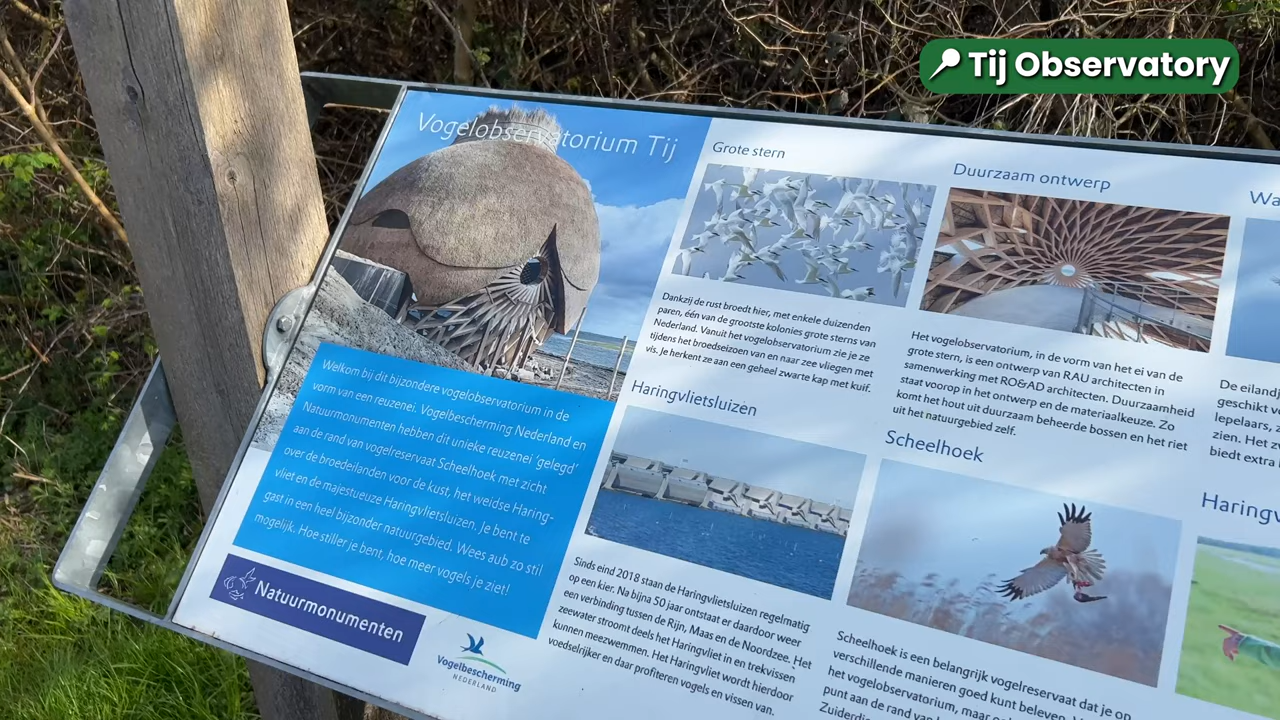 Tij Observatory
Vogelobservatorium Tij
Welkom bij dit bijzondere vogelobservatorium in de
vorm van een reuzenei. Vogelbescherming Nederland en
Natuurmonumenten hebben dit unieke reuzenei ‘gelegd’
aan de rand van vogelreservaat Scheelhoek met zicht
over de broedeilanden voor de kust, het weidse Haring-
vliet en de majestueuze Haringvlietsluizen. Je bent te
gast in een heel bijzonder natuurgebied. Wees aub zo stil
mogelijk. Hoe stiller je bent, hoe meer vogels je ziet!
Natuurmonumenten
Vogelbescherming
NEDERLAND
Grote stern
Dankzij de rust broedt hier, met enkele duizenden
paren, één van de grootste kolonies grote sterns van
Nederland. Vanuit het vogelobservatorium zie je ze
tijdens het broedseizoen van en naar zee vliegen met
vis. Je herkent ze aan een geheel zwarte kap met kuif.
Haringvlietsluizen
Sinds eind 2018 staan de Haringvlietsluizen regelmatig
op een kier. Na bijna 50 jaar ontstaat er daardoor weer
een verbinding tussen de Rijn, Maas en de Noordzee. Het
zeewater stroomt deels het Haringvliet in en trekvissen
kunnen meezwemmen. Het Haringvliet wordt hierdoor
voedselrijker en daar profiteren vogels en vissen van.
Duurzaam ontwerp
Het vogelobservatorium, in de vorm van het ei van de
grote stern, is een ontwerp van RAU architecten in
samenwerking met RO&AD architecten. Duurzaamheid
staat voorop in het ontwerp en de materiaalkeuze. Zo
komt het hout uit duurzaam beheerde bossen en het riet
uit het natuurgebied zelf.
Scheelhoek
Scheelhoek is een belangrijk vogelreservaat dat je op
verschillende manieren goed kunt beleven.
het vogelobservatorium, maar
punt aan de rand van
Zuiderdie
Wa
De eiland
geschikt v
lepelaars, z
zien. Het z
biedt extra
Haringv